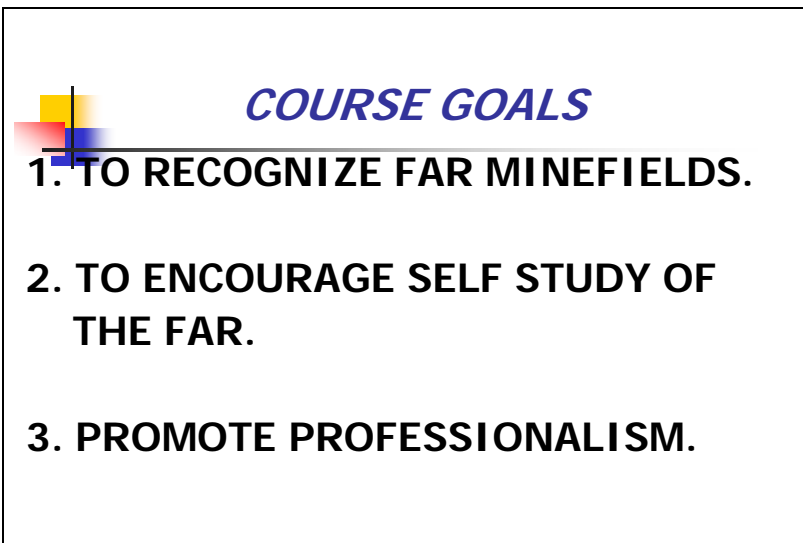 COURSE GOALS
1. TO RECOGNIZE FAR MINEFIELDS.
2. TO ENCOURAGE SELF STUDY OF
THE FAR.
3. PROMOTE PROFESSIONALISM.